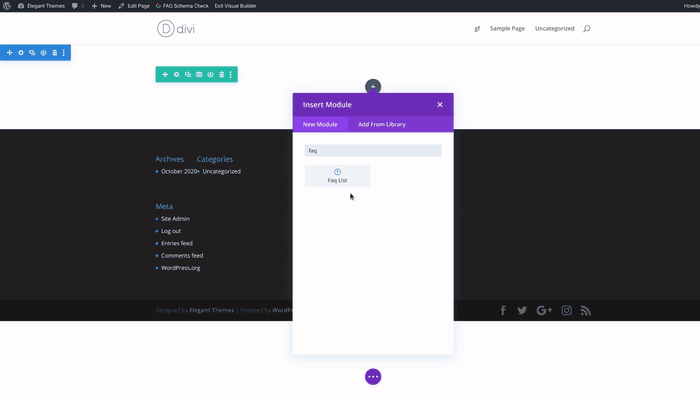 Elegant Themes
New
Edit Page
FAQ Schema Check
Exit Visual Builder
Howdy
D divi
Sample Page
Uncategorized
Insert Module
New Module
Add From Library
faq
Faq List
Archives
October 2020
Categories
Uncategorized
Meta
Site Admin
Log out
Entries feed
Comments feed
WordPress.org
Designed by Elegant Themes | Powered by WordP